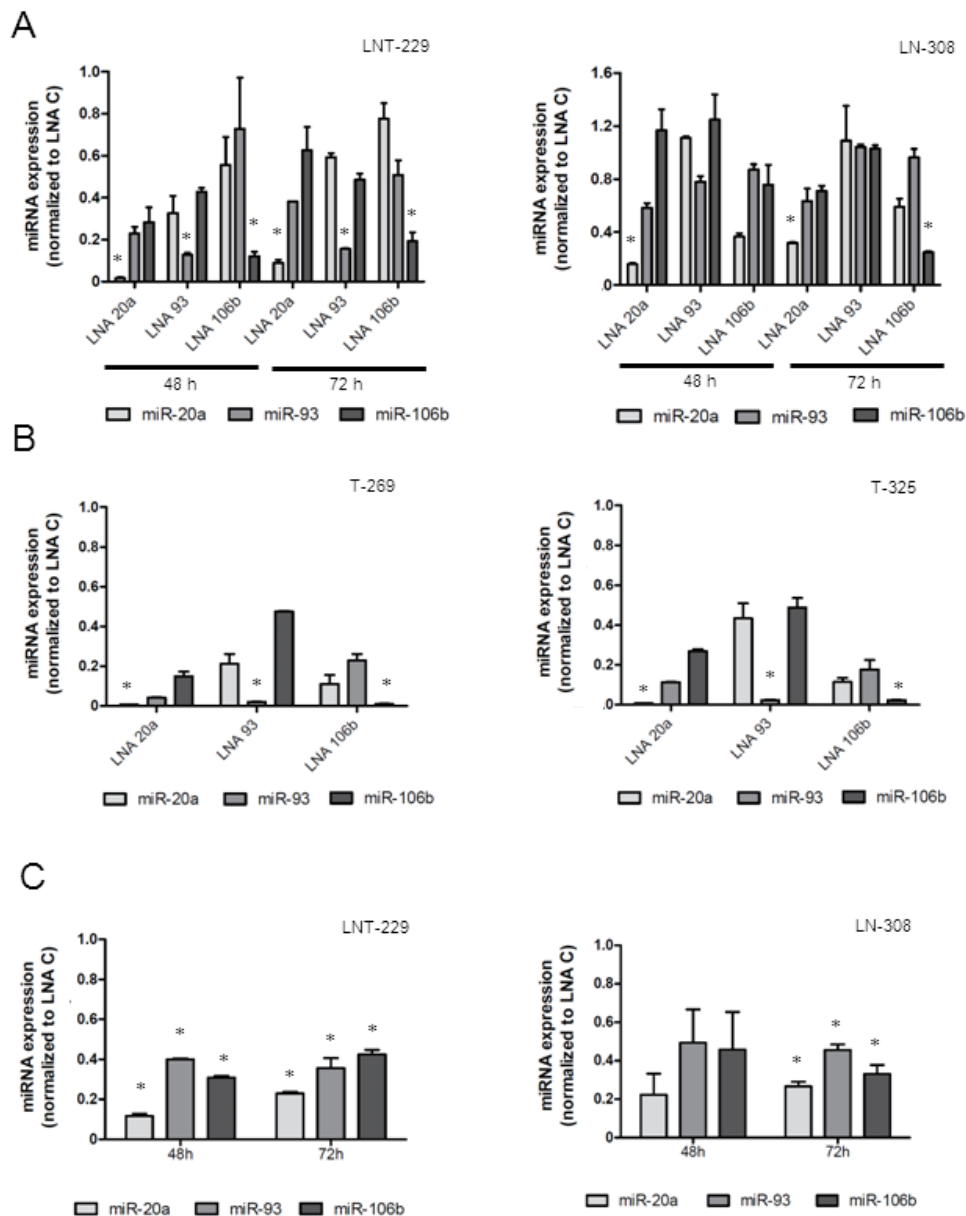 A
LNT-229
miRNA expression
(normalized to LNA C)
1.0
0.8
0.6
0.4
0.2
0
*
*
*
*
*
*
LNA 20a
LNA 93
LNA 106b
LNA 20a
LNA 93
LNA 106b
48 h
72 h
miR-20a
miR-93
miR-106b
LN-308
miRNA expression
(normalized to LNA C)
1.6
1.2
0.8
0.4
.0
*
*
*
LNA 20a
LNA 93
LNA 106b
LNA 20a
LNA 93
LNA 106b
48 h
72 h
miR-20a
miR-93
miR-106b
B
T-269
miRNA expression
(normalized to LNA C)
1.0
0.8
0.6
0.4
0.2
0
*
*
*
LNA 20a
LNA 93
LNA 106b
miR-20a
miR-93
miR-106b
T-325
miRNA expression
(normalized to LNA C)
1.0
0.8
0.6
0.4
0.2
.0
*
*
*
LNA 20a
LNA 93
LNA 106b
miR-20a
miR-93
miR-106b
C
LNT-229
miRNA expression
(normalized to LNA C)
1.0
0.8
0.6
0.4
0.2
0
*
*
*
*
*
*
48h
72h
miR-20a
miR-93
miR-106b
LN-308
miRNA expression
(normalized to LNA C)
1.0
0.8
0.6
0.4
0.2
0
*
*
*
48h
72h
miR-20a
miR-93
miR-106b